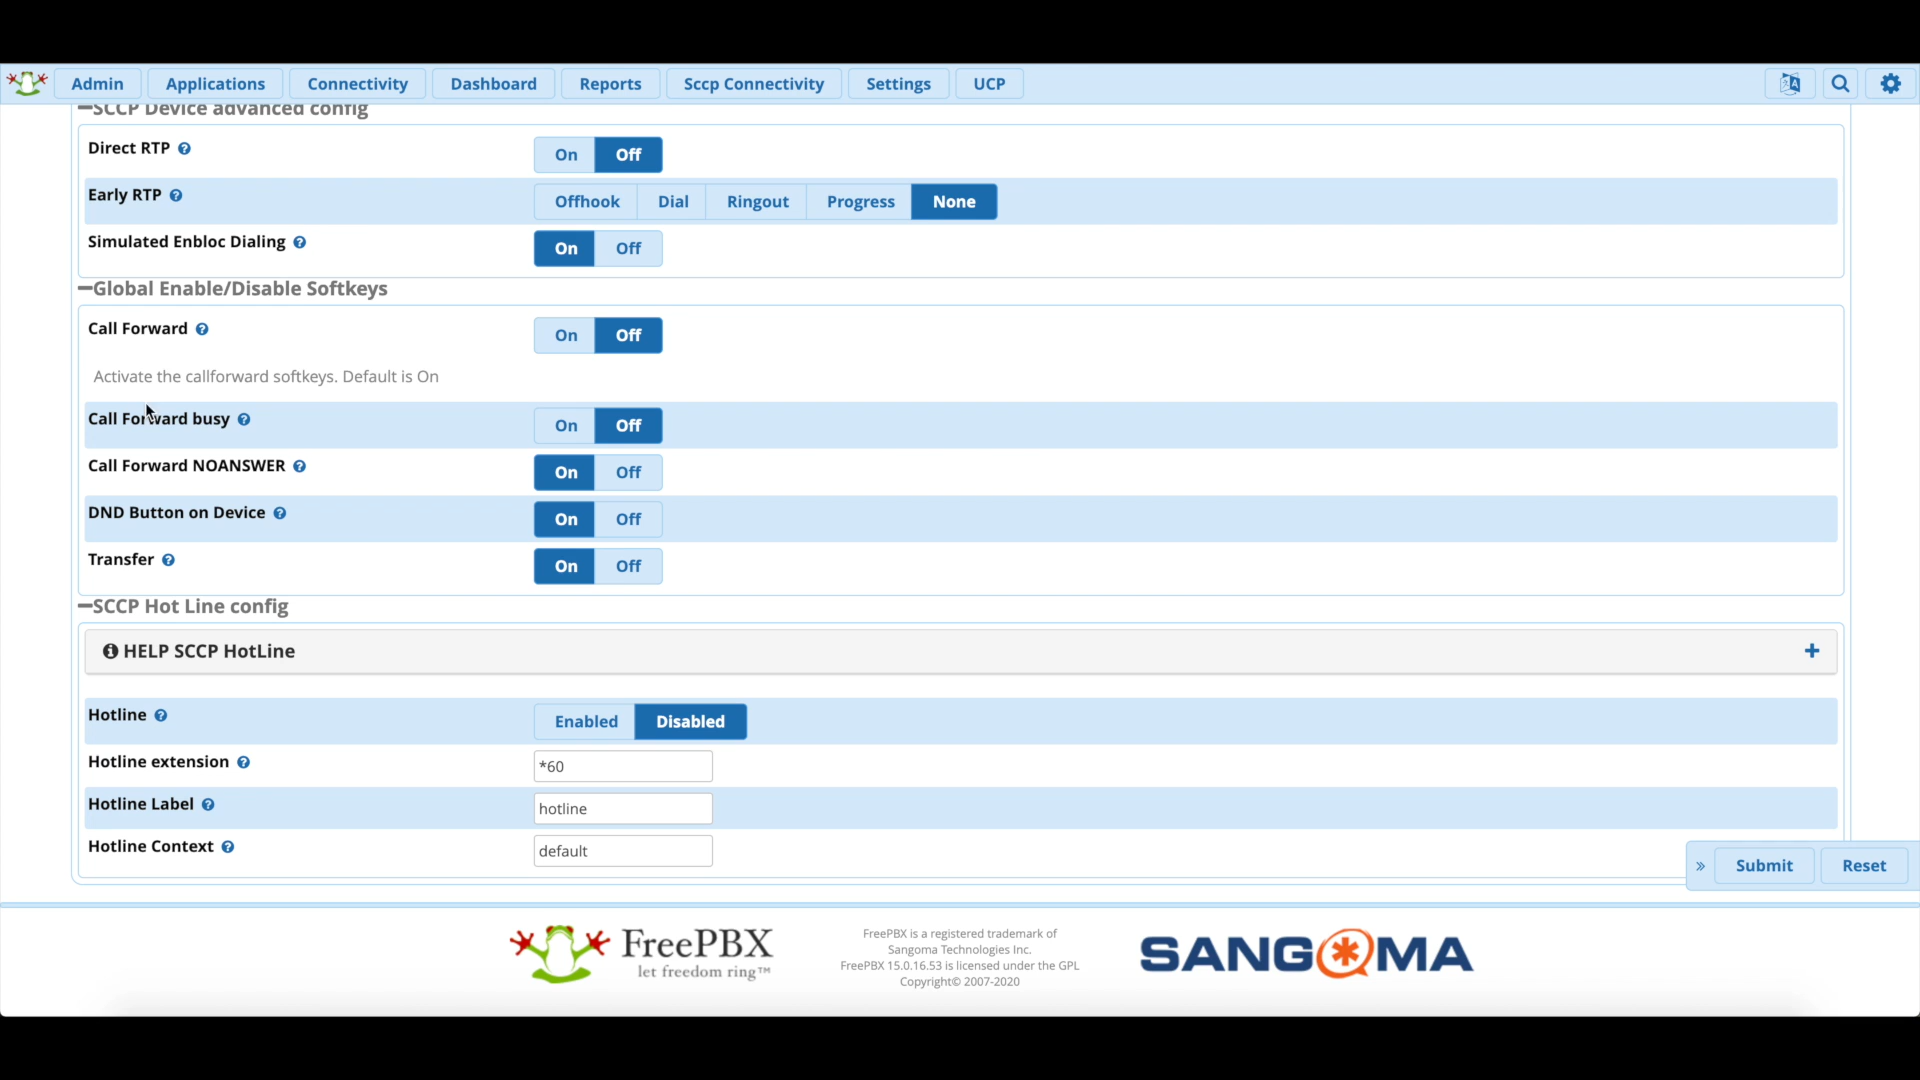 Admin Applications Connectivity Dashboard Reports Sccp Connectivity Settings UCP
SCCP Device advanced config
Direct RTP On Off
Early RTP Offhook Dial Ringout Progress None
Simulated Enbloc Dialing On Off
Global Enable/Disable Softkeys
Call Forward On Off
Activate the callforward softkeys. Default is On
Call Forward busy On Off
Call Forward NOANSWER On Off
DND Button on Device On Off
Transfer On Off
SCCP Hot Line config
HELP SCCP HotLine
Hotline Enabled Disabled
Hotline extension *60
Hotline Label hotline
Hotline Context default
» Submit Reset
FreePBX
let freedom ring™
FreePBX is a registered trademark of
Sangoma Technologies Inc.
FreePBX 15.0.16.53 is licensed under the GPL
Copyright© 2007-2020
SANGOMA